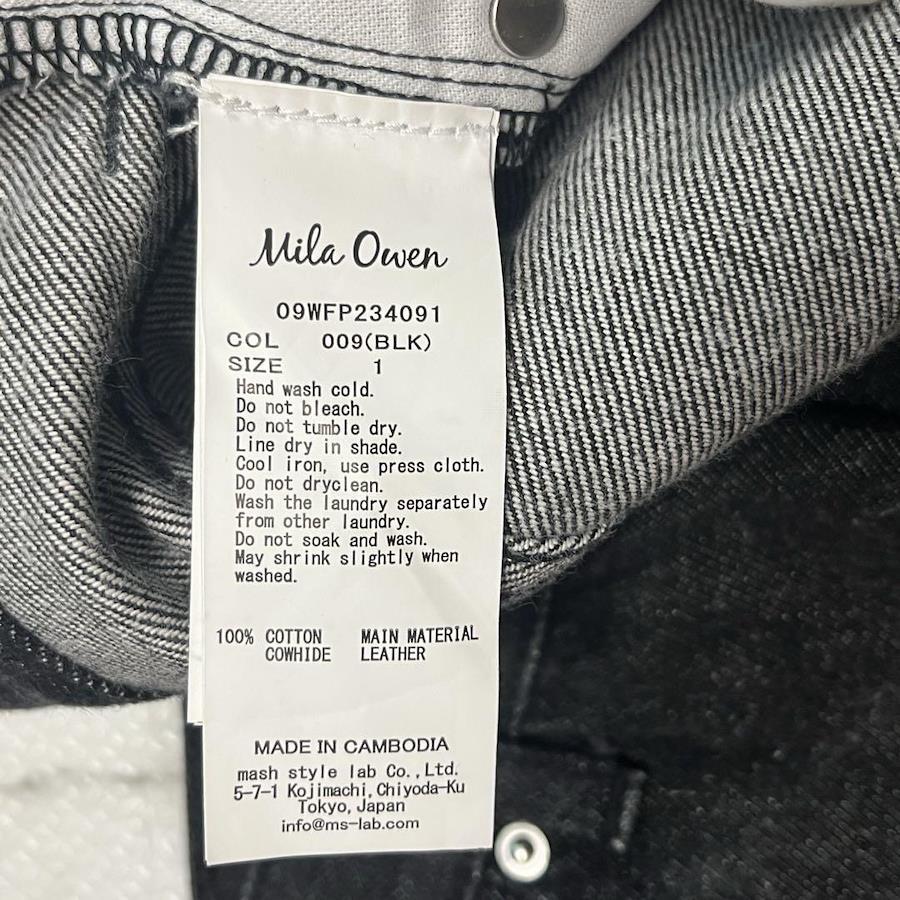 Mila Owen
09WFP234091
COL 009(BLK)
SIZE 1
Hand wash cold.
Do not bleach.
Do not tumble dry.
Line dry in shade.
Cool iron, use press cloth.
Do not dryclean.
Wash the laundry separately
from other laundry.
Do not soak and wash.
May shrink slightly when
washed.
100% COTTON MAIN MATERIAL
COWHIDE LEATHER
MADE IN CAMBODIA
mash style lab Co.,Ltd.
5-7-1 Kojimachi,Chiyoda-Ku
Tokyo,Japan
info@ms-lab.com